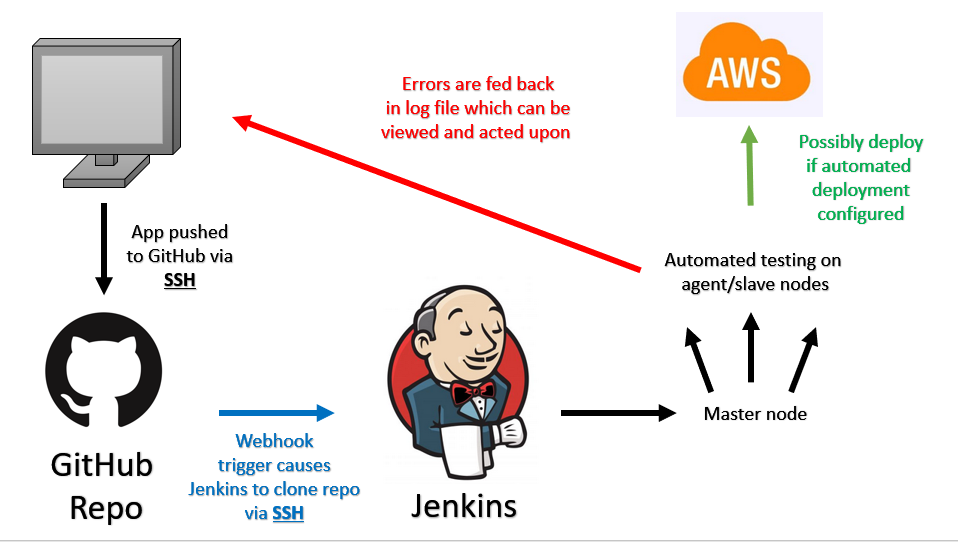 Errors are fed back
in log file which can be
viewed and acted upon
AWS
Possibly deploy
if automated
deployment
configured
App pushed
to GitHub via
SSH
Automated testing on
agent/slave nodes
Master node
GitHub
Repo
Webhook
trigger causes
Jenkins to clone repo
via SSH
Jenkins